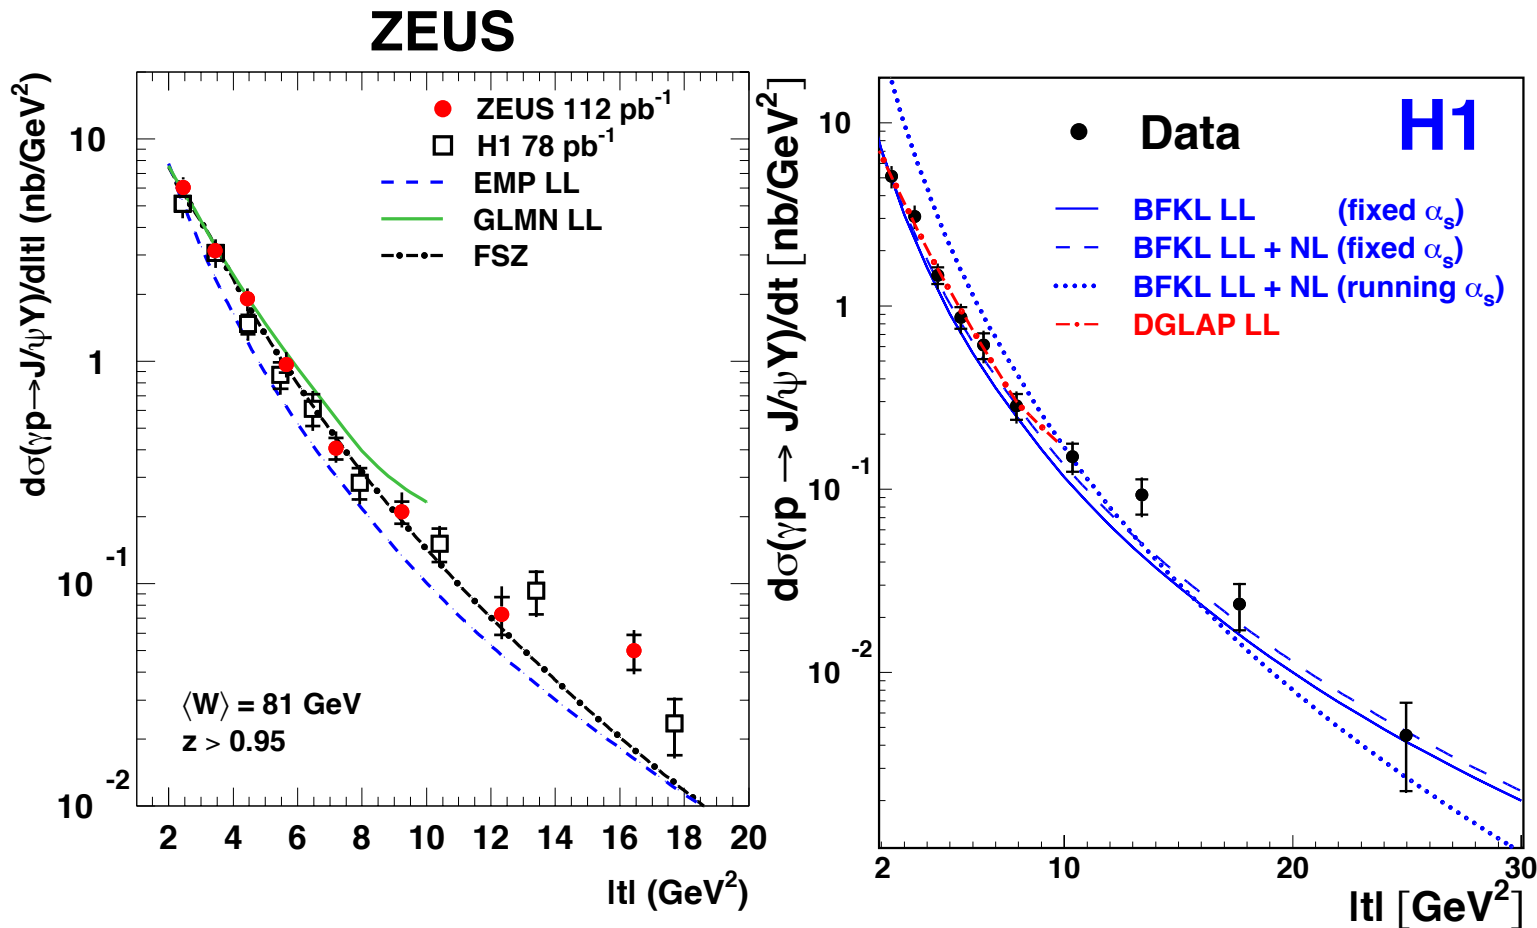 ZEUS
dσ(γp→J/ψY)/d|t| (nb/GeV²)
10
1
10⁻¹
10⁻²
ZEUS 112 pb⁻¹
H1 78 pb⁻¹
EMP LL
GLMN LL
FSZ
⟨W⟩ = 81 GeV
z > 0.95
2 4 6 8 10 12 14 16 18 20
|t| (GeV²)
dσ(γp → J/ψY)/dt [nb/GeV²]
10
1
10⁻¹
10⁻²
Data
H1
BFKL LL (fixed αₛ)
BFKL LL + NL (fixed αₛ)
BFKL LL + NL (running αₛ)
DGLAP LL
2 10 20 30
|t| [GeV²]